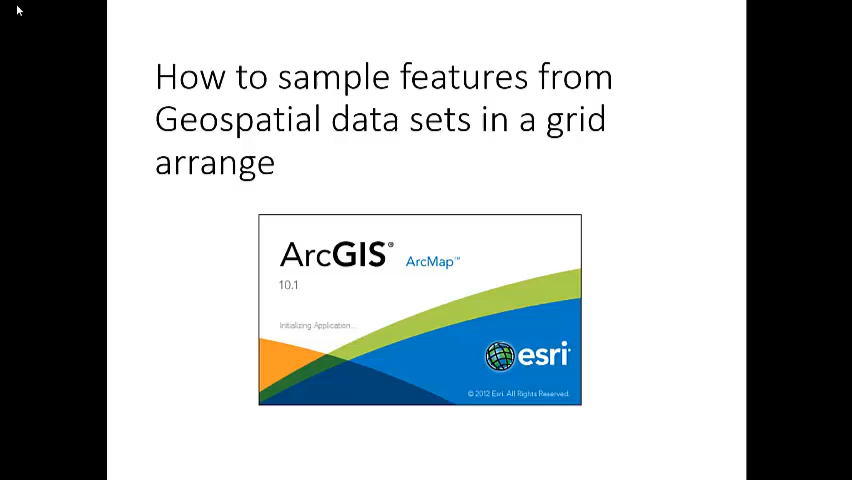 How to sample features from
Geospatial data sets in a grid
arrange
ArcGIS® ArcMap™
10.1
Initializing Application...
esri®
© 2012 Esri. All Rights Reserved.